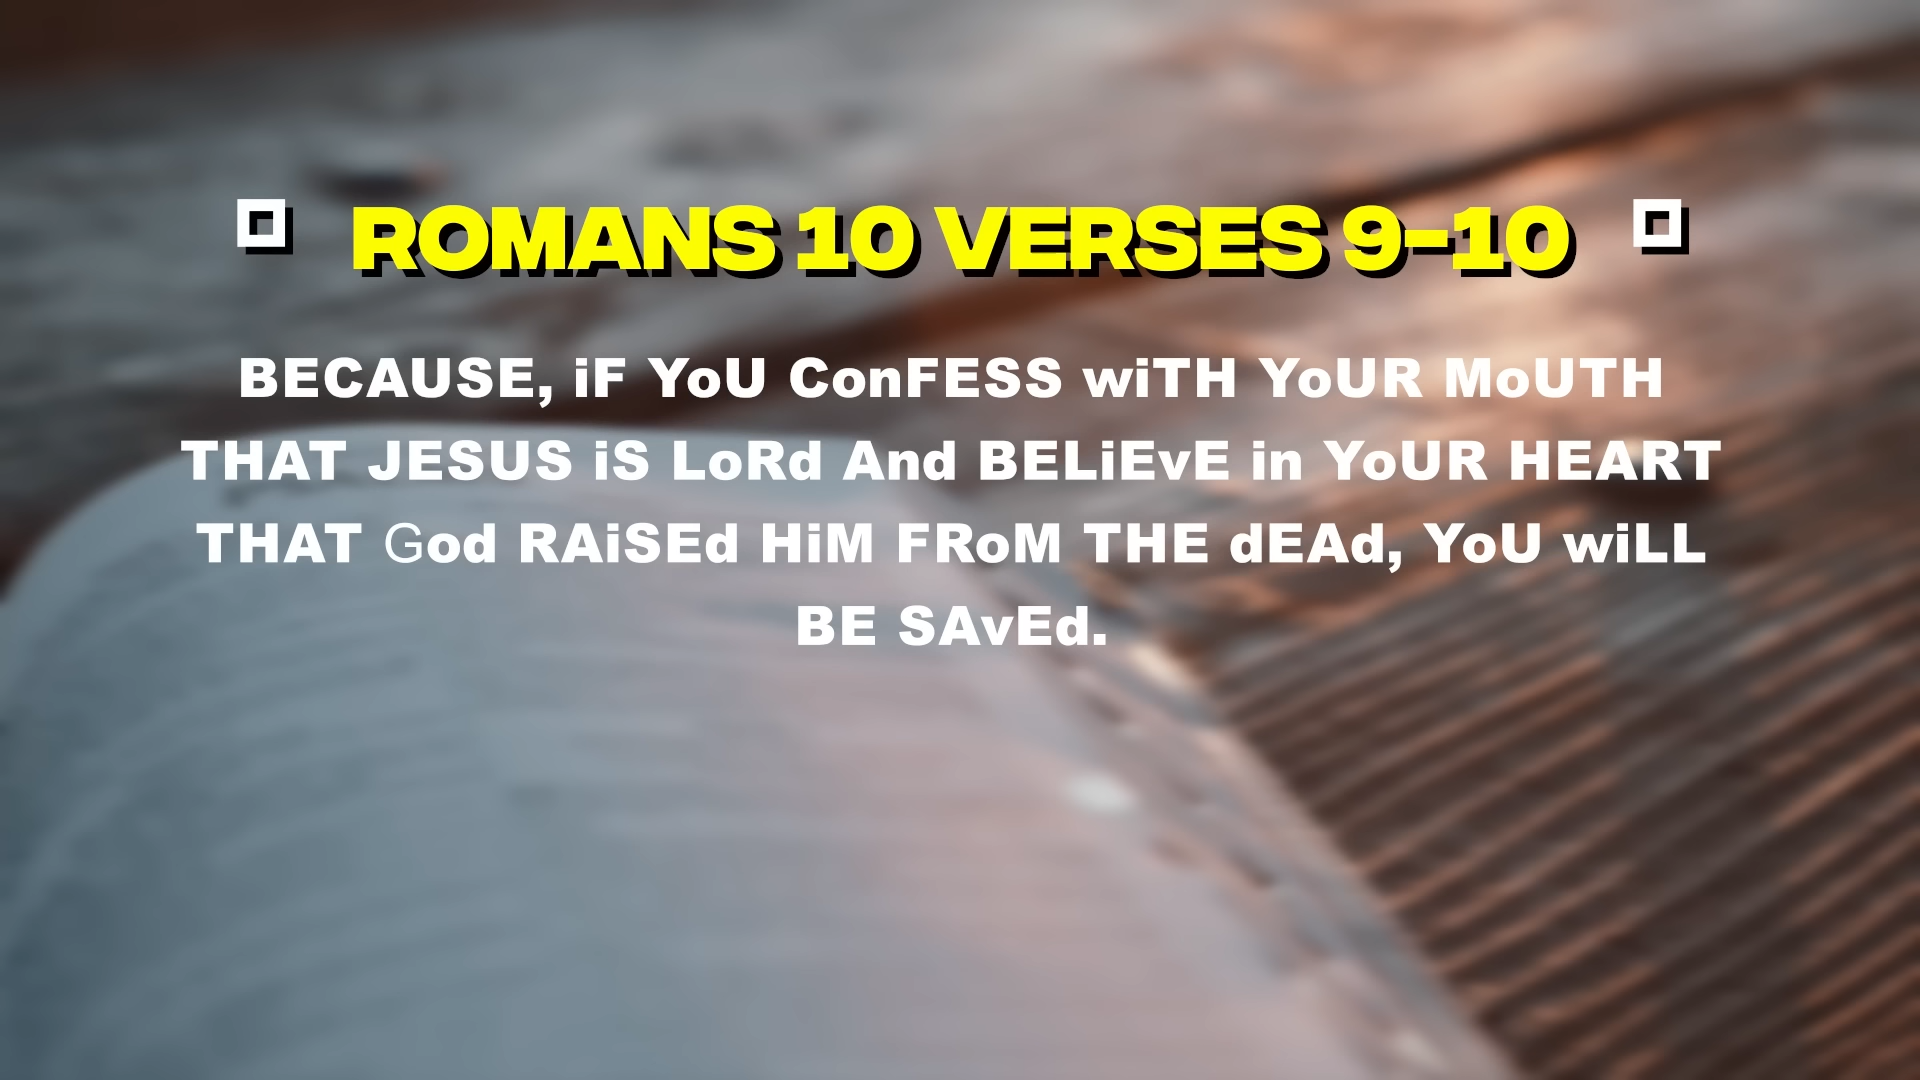 ROMANS 10 VERSES 9-10
BECAUSE, iF YoU ConFESS wiTH YoUR MoUTH
THAT JESUS iS LoRd And BELiEvE in YoUR HEART
THAT God RAiSEd HiM FRoM THE dEAd, YoU wiLL
BE SAvEd.